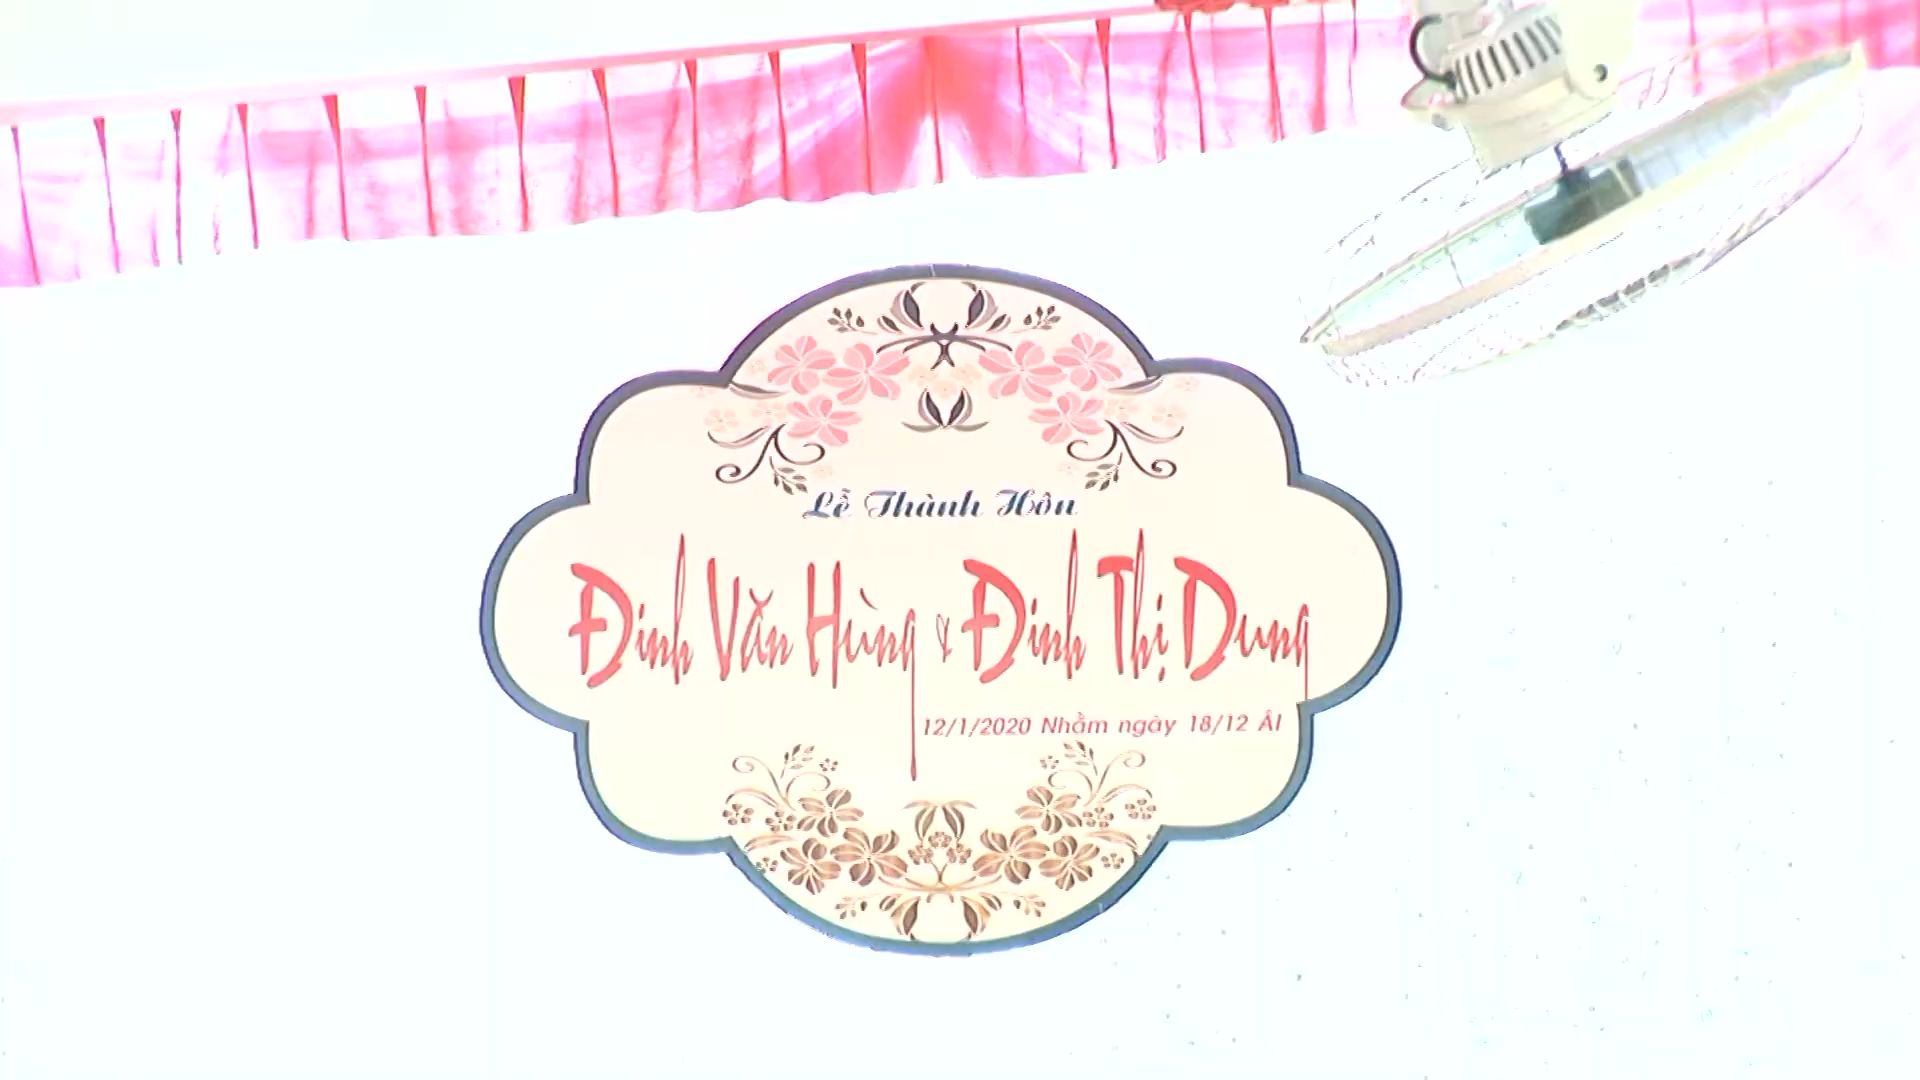 Lễ Thành Hôn
Đinh Văn Hùng & Đinh Thị Dung
12/1/2020 Nhằm ngày 18/12 Âl